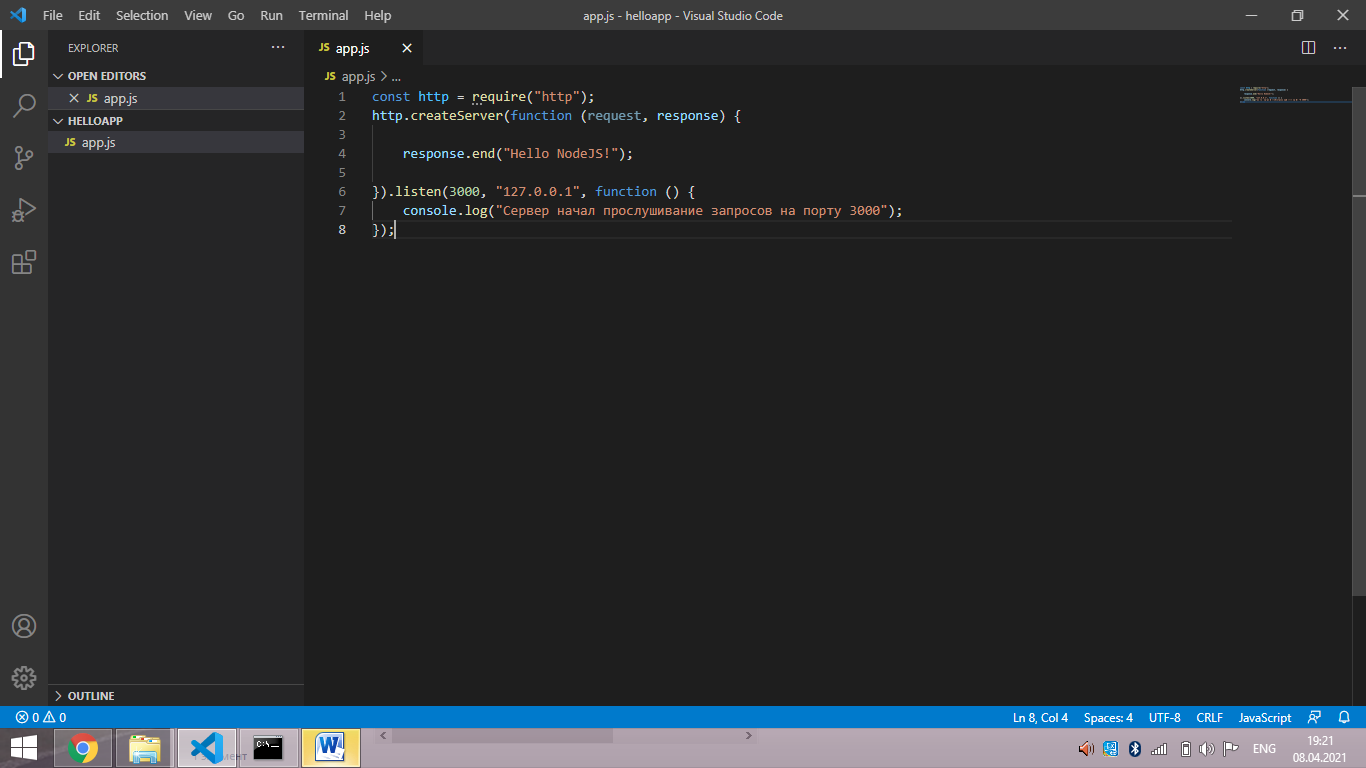 File Edit Selection View Go Run Terminal Help
app.js - helloapp - Visual Studio Code
EXPLORER
OPEN EDITORS
JS app.js
HELLOAPP
JS app.js
OUTLINE
JS app.js
JS app.js > ...
1 const http = require("http");
2 http.createServer(function (request, response) {
3
4 response.end("Hello NodeJS!");
5
6 }).listen(3000, "127.0.0.1", function () {
7 console.log("Сервер начал прослушивание запросов на порту 3000");
8 });
0 0
Ln 8, Col 4 Spaces: 4 UTF-8 CRLF JavaScript
ENG
19:21
08.04.2021